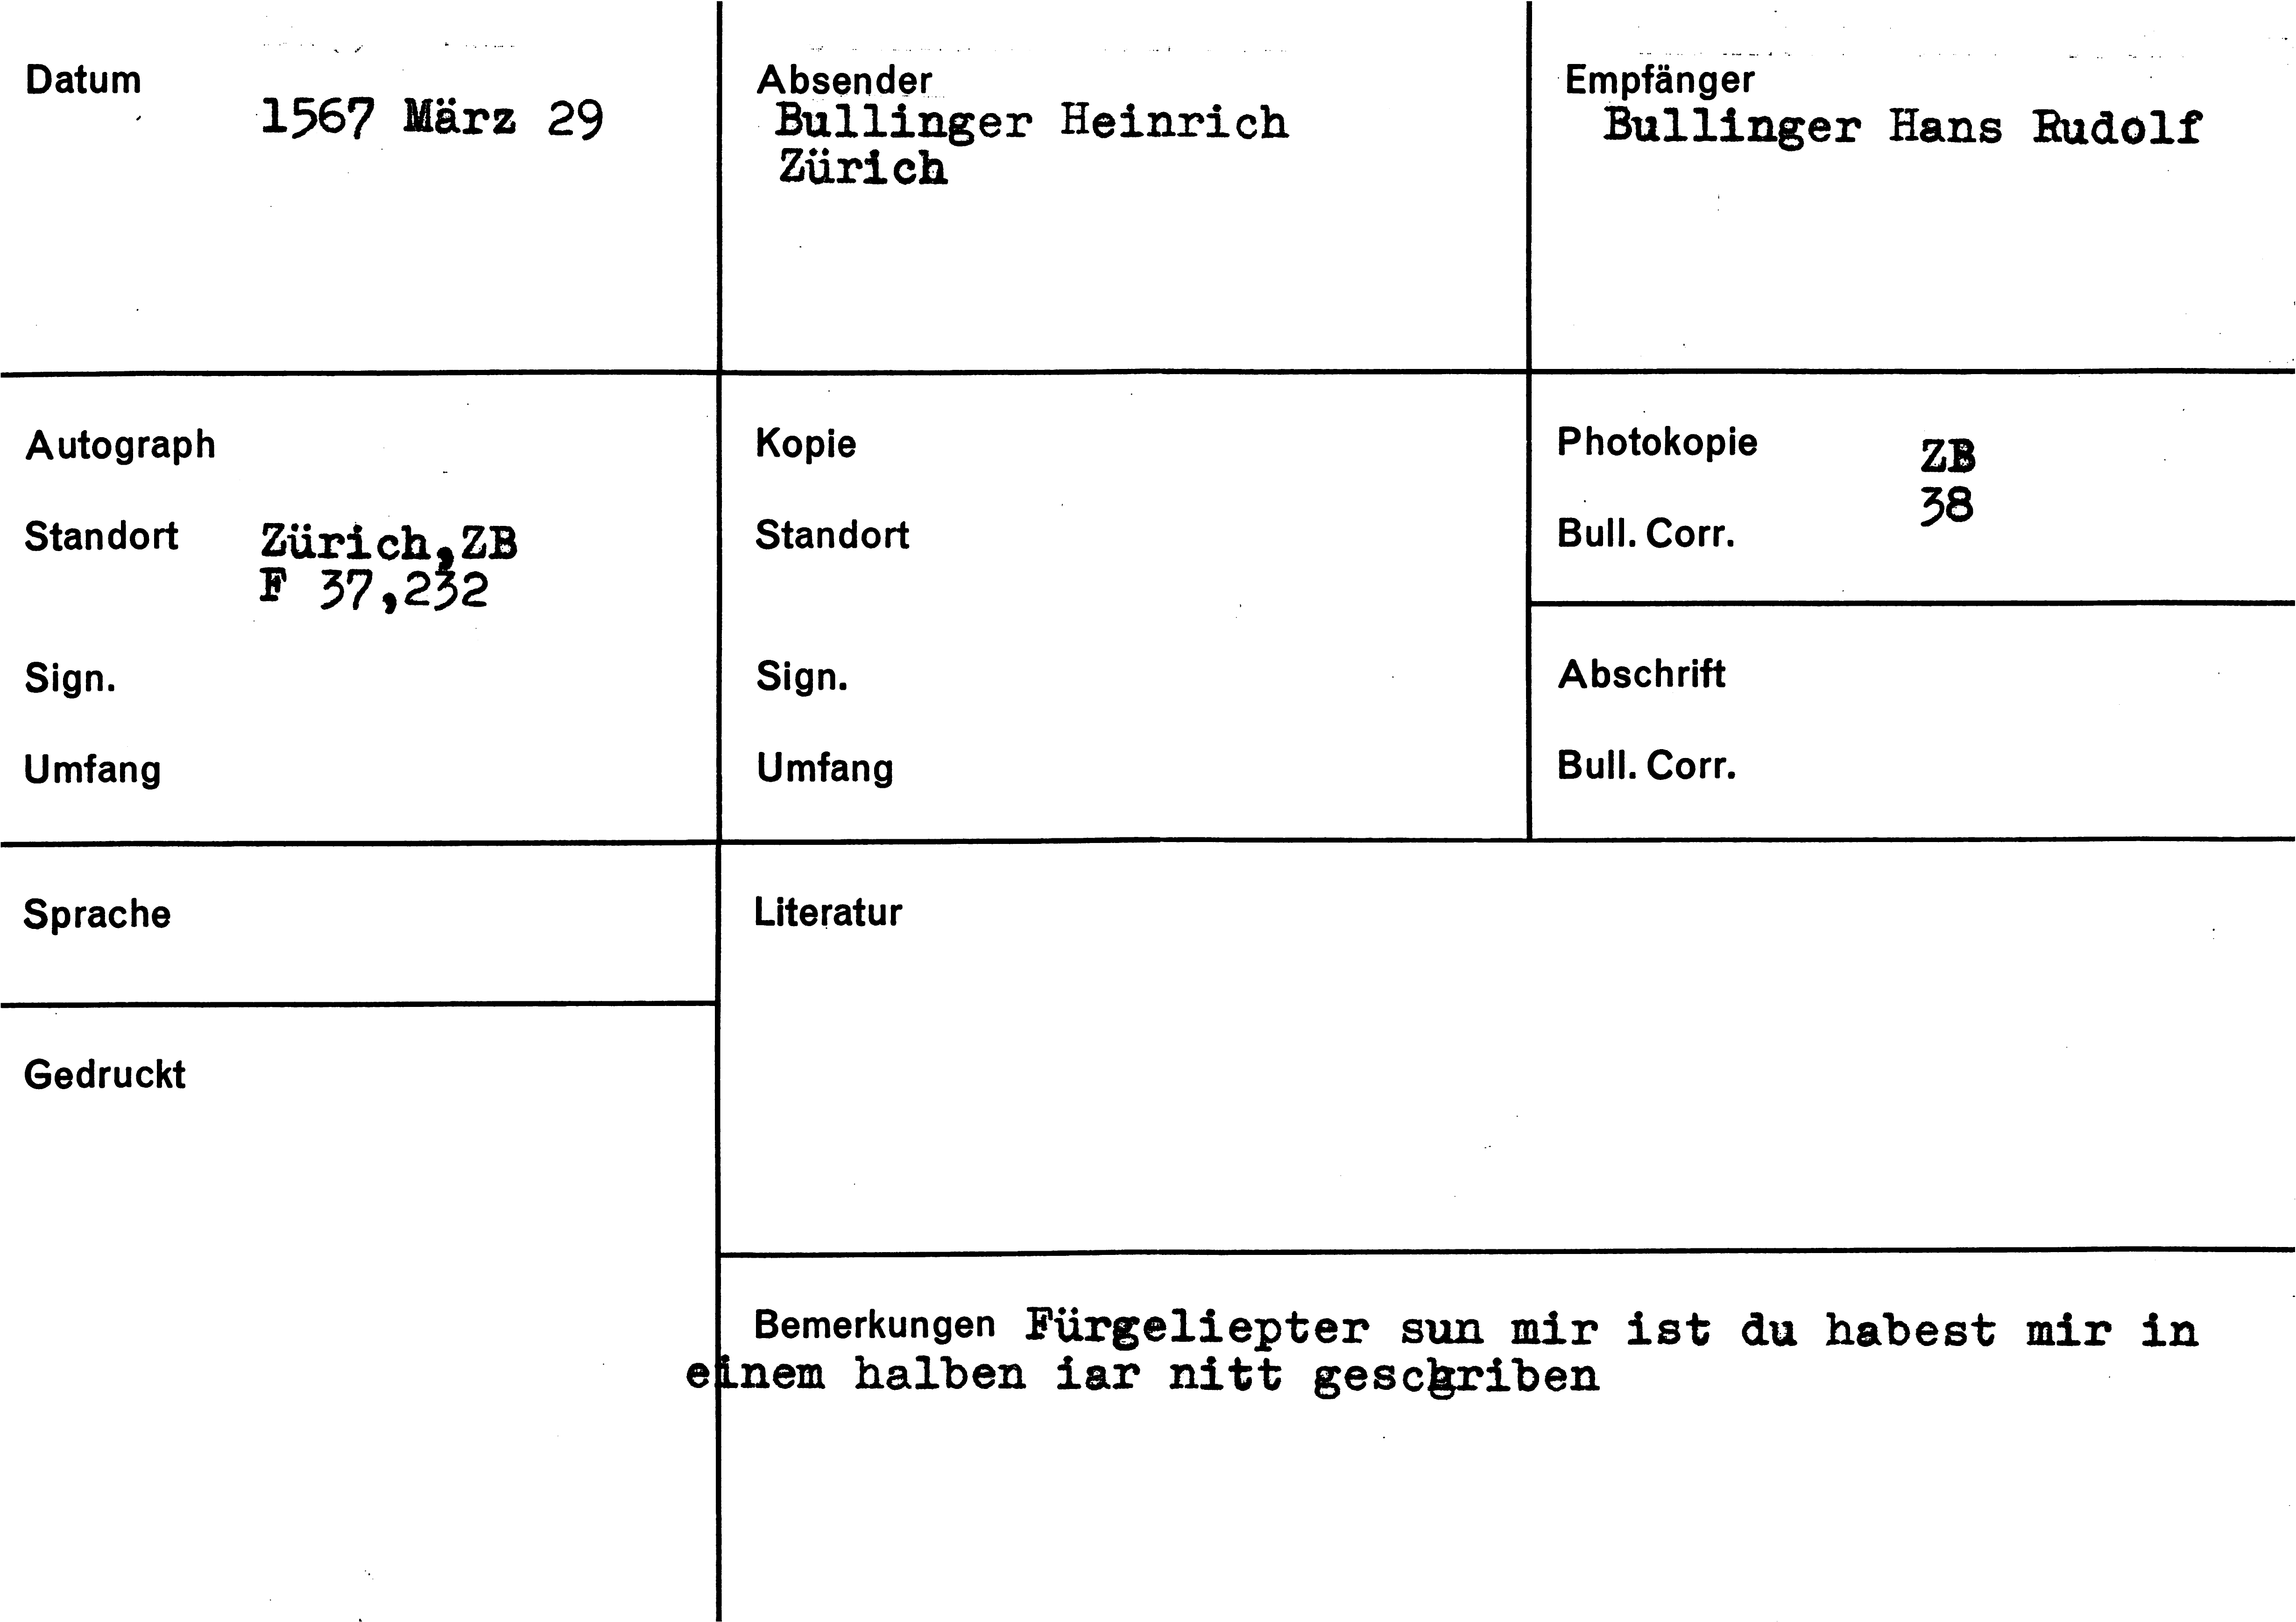 Datum
1567 März 29
Absender
Bullinger Heinrich
Zürich
Empfänger
Bullinger Hans Rudolf
Autograph
Standort Zürich,ZB
F 37,232
Sign.
Umfang
Kopie
Standort
Sign.
Umfang
Photokopie ZB
38
Bull. Corr.
Abschrift
Bull. Corr.
Sprache
Literatur
Gedruckt
Bemerkungen Fürgeliepter sun mir ist du habest mir in
einem halben iar nitt geschriben